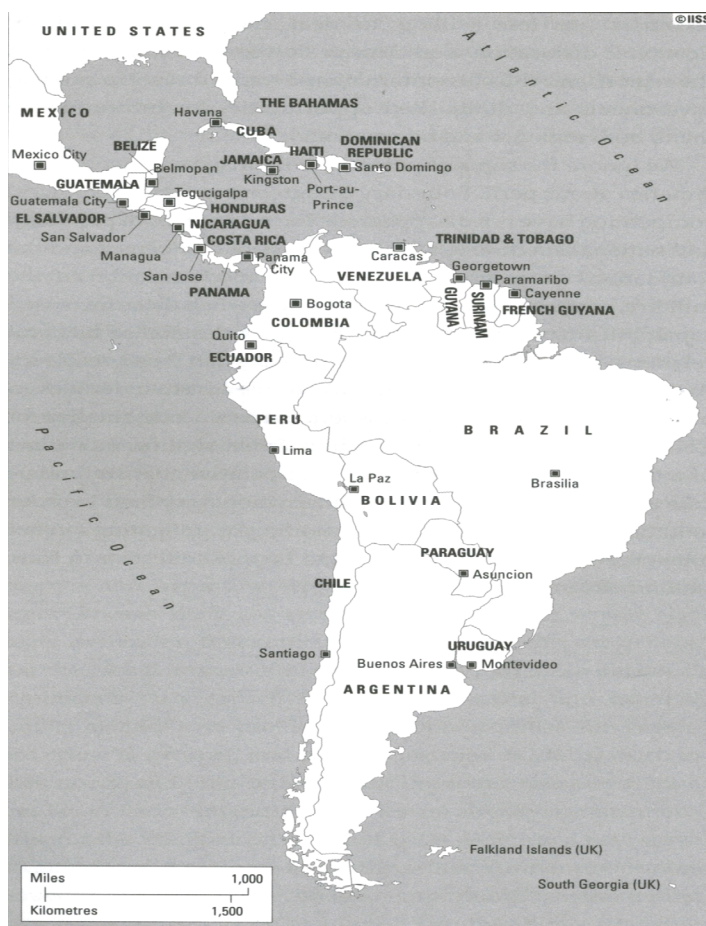 ©IISS
UNITED STATES
Atlantic Ocean
MEXICO
Havana
THE BAHAMAS
CUBA
Mexico City
BELIZE
Belmopan
JAMAICA
Kingston
HAITI
Port-au-
Prince
DOMINICAN
REPUBLIC
Santo Domingo
GUATEMALA
Guatemala City
Tegucigalpa
HONDURAS
EL SALVADOR
San Salvador
NICARAGUA
Managua
COSTA RICA
San Jose
Panama
City
PANAMA
Caracas
TRINIDAD & TOBAGO
VENEZUELA
Georgetown
Paramaribo
Cayenne
GUYANA
SURINAM
FRENCH GUYANA
Bogota
COLOMBIA
Quito
ECUADOR
PERU
Lima
BRAZIL
Brasilia
Pacific Ocean
La Paz
BOLIVIA
PARAGUAY
Asuncion
CHILE
Santiago
URUGUAY
Buenos Aires
Montevideo
ARGENTINA
Falkland Islands (UK)
South Georgia (UK)
Miles 1,000
Kilometres 1,500